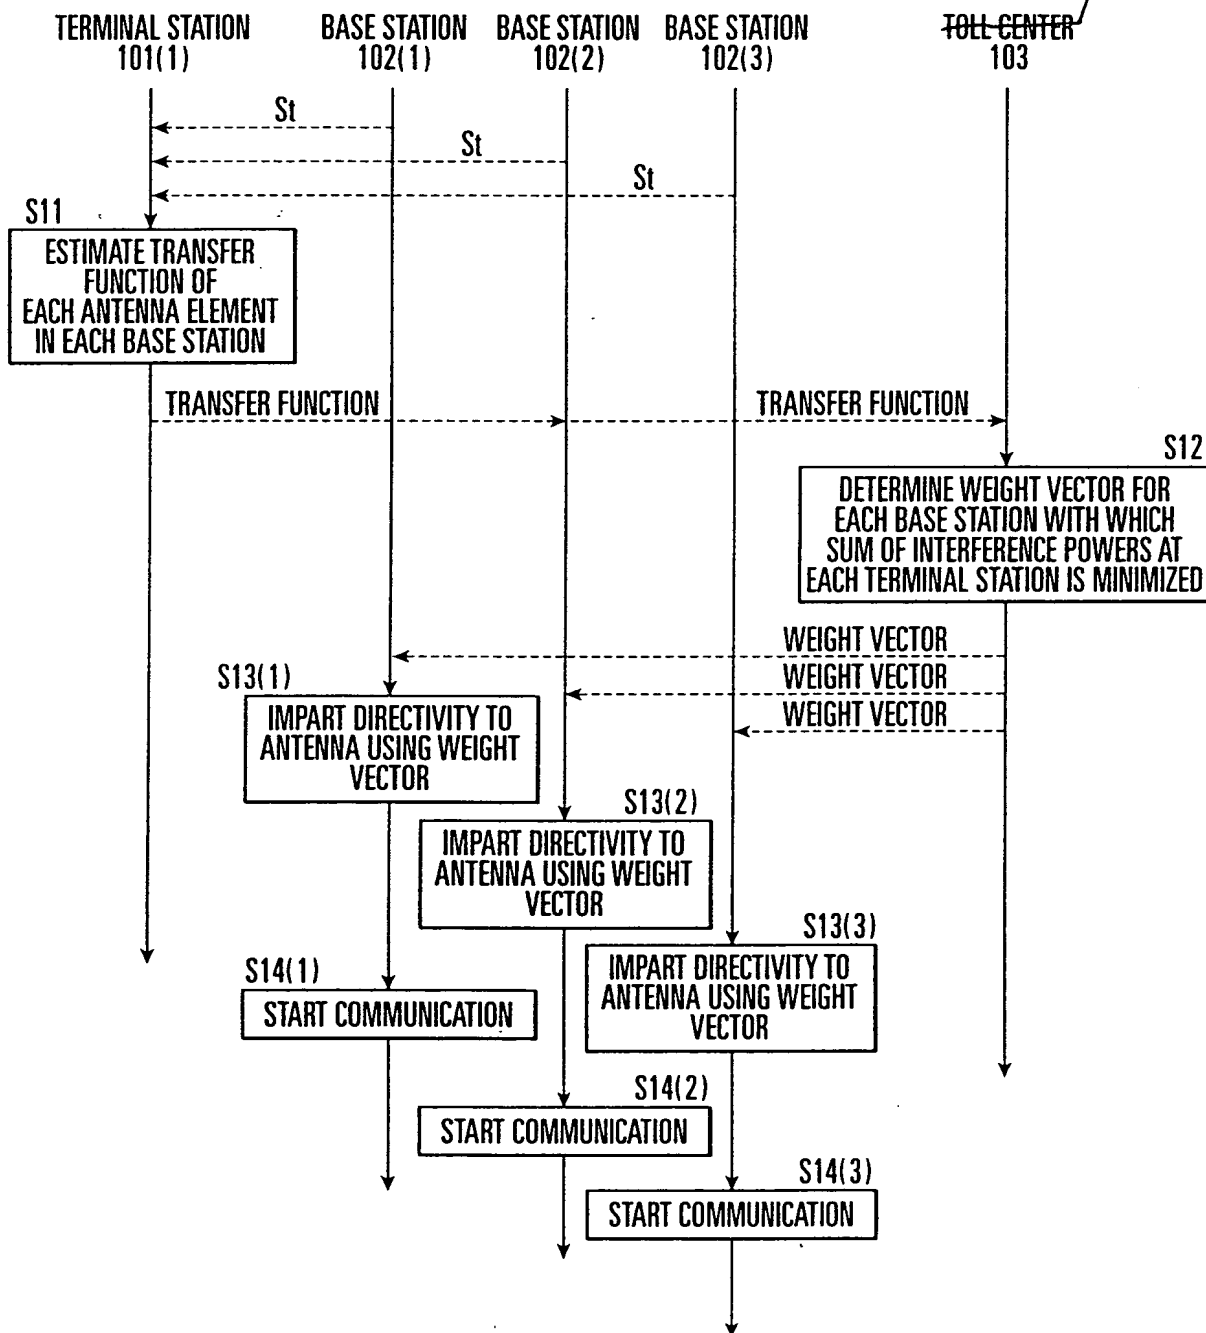 TERMINAL STATION
101(1)
BASE STATION
102(1)
BASE STATION
102(2)
BASE STATION
102(3)
TOLL CENTER
103
St
St
St
S11
ESTIMATE TRANSFER
FUNCTION OF
EACH ANTENNA ELEMENT
IN EACH BASE STATION
TRANSFER FUNCTION
TRANSFER FUNCTION
S12
DETERMINE WEIGHT VECTOR FOR
EACH BASE STATION WITH WHICH
SUM OF INTERFERENCE POWERS AT
EACH TERMINAL STATION IS MINIMIZED
WEIGHT VECTOR
WEIGHT VECTOR
WEIGHT VECTOR
S13(1)
IMPART DIRECTIVITY TO
ANTENNA USING WEIGHT
VECTOR
S13(2)
IMPART DIRECTIVITY TO
ANTENNA USING WEIGHT
VECTOR
S13(3)
IMPART DIRECTIVITY TO
ANTENNA USING WEIGHT
VECTOR
S14(1)
START COMMUNICATION
S14(2)
START COMMUNICATION
S14(3)
START COMMUNICATION